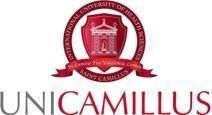 INTERNATIONAL UNIVERSITY OF HEALTH SCIENCES
SAINT CAMILLUS
UNICAMILLUS